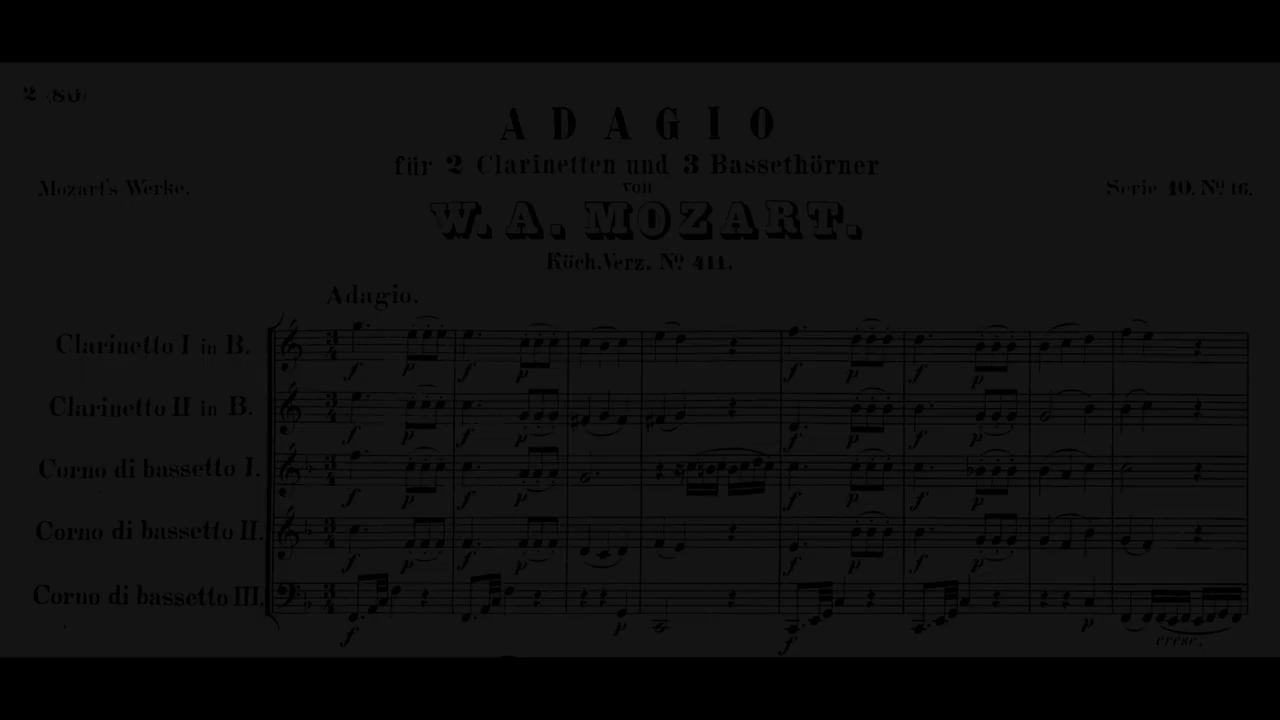 2 (80)
ADAGIO
für 2 Clarinetten und 3 Bassethörner
von
Mozart's Werke.
Serie 10. No 16.
W. A. MOZART.
Köch. Verz. No 411.
Adagio.
Clarinetto I in B.
f p f p f p f p
Clarinetto II in B.
f p f p f p f p
Corno di bassetto I.
f p f p f p f p
Corno di bassetto II.
f p f p f p f p
Corno di bassetto III.
f p f p
cresc.